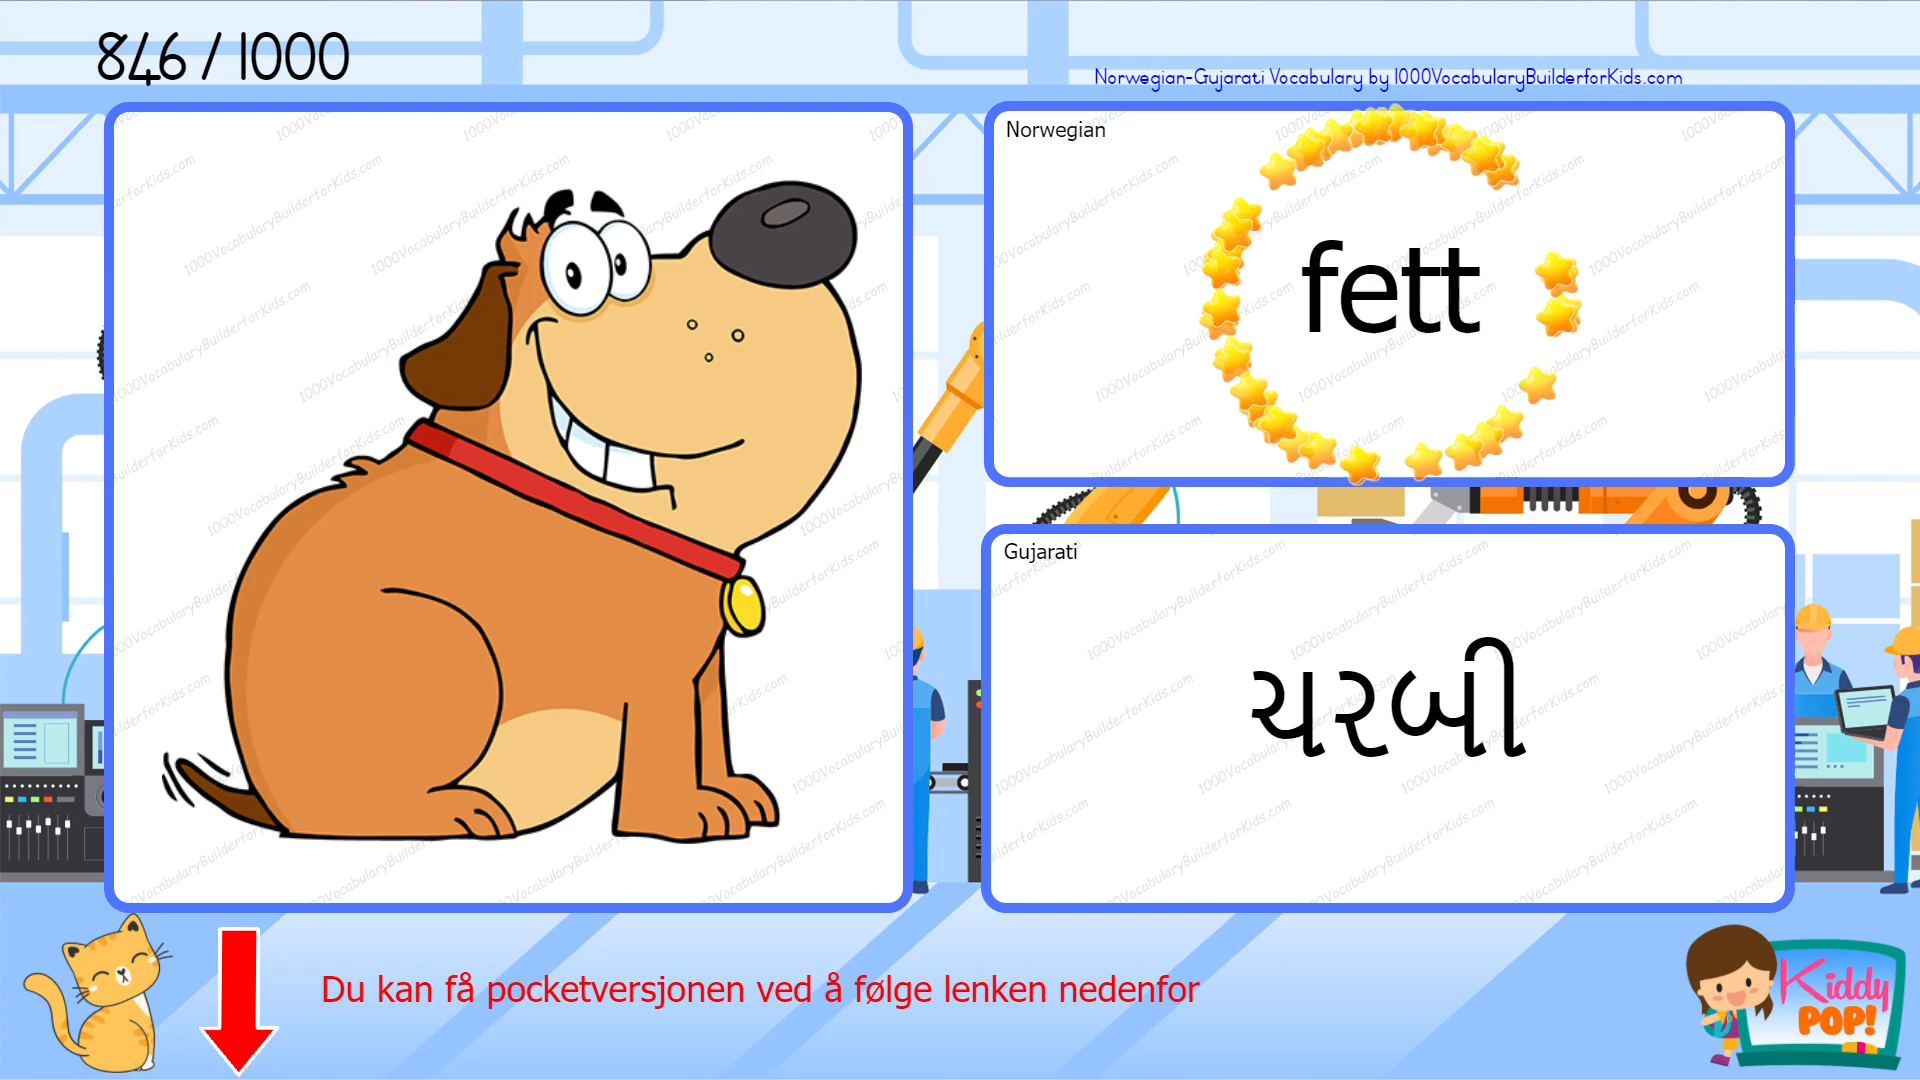 846 / 1000
Norwegian-Gujarati Vocabulary by 1000VocabularyBuilderforKids.com
Norwegian
fett
Gujarati
ચરબી
Du kan få pocketversjonen ved å følge lenken nedenfor
Kiddy
POP!